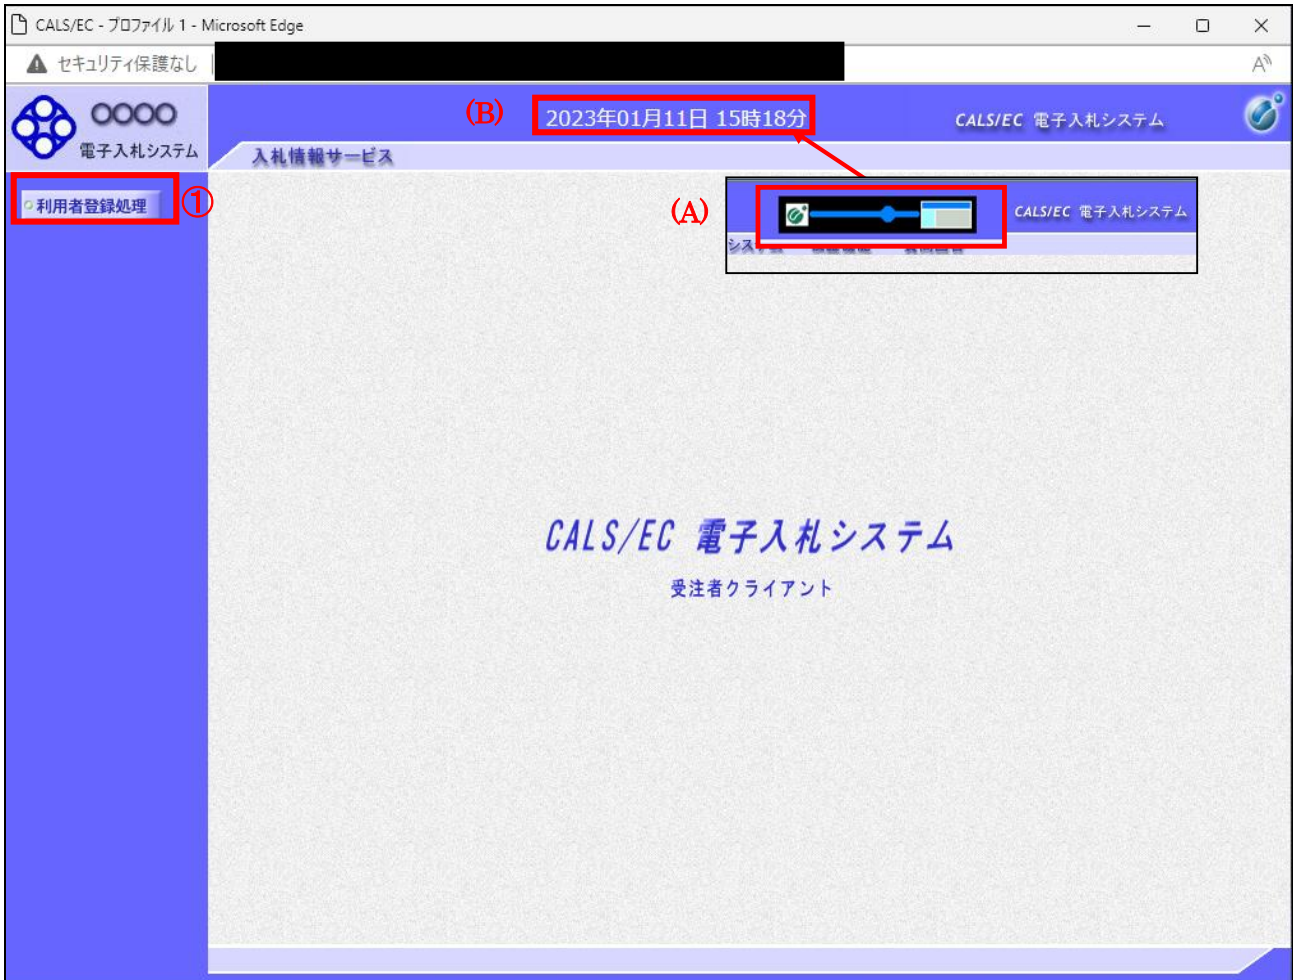 CALS/EC - プロファイル 1 - Microsoft Edge
セキュリティ保護なし
OOOO
電子入札システム
(B)
2023年01月11日 15時18分
CALS/EC 電子入札システム
入札情報サービス
利用者登録処理
①
(A)
CALS/EC 電子入札システム
CALS/EC 電子入札システム
受注者クライアント